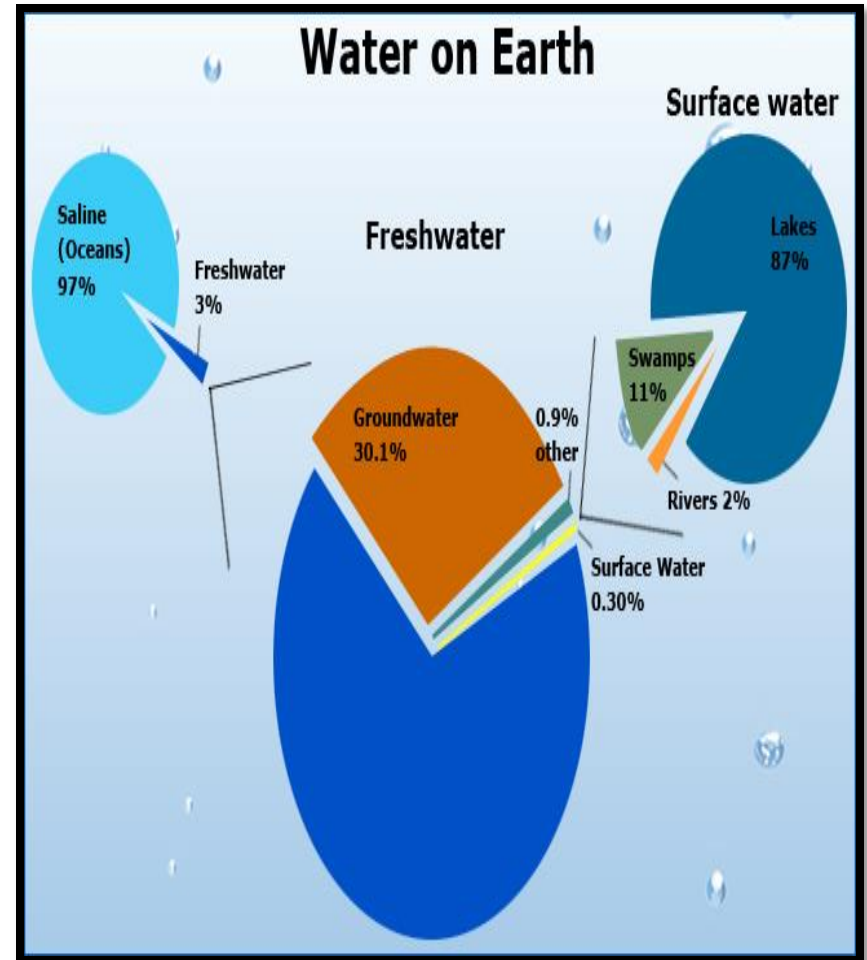 Water on Earth
Surface water
Saline
(Oceans)
97%
Freshwater
3%
Freshwater
Lakes
87%
Swamps
11%
Rivers 2%
Groundwater
30.1%
0.9%
other
Surface Water
0.30%